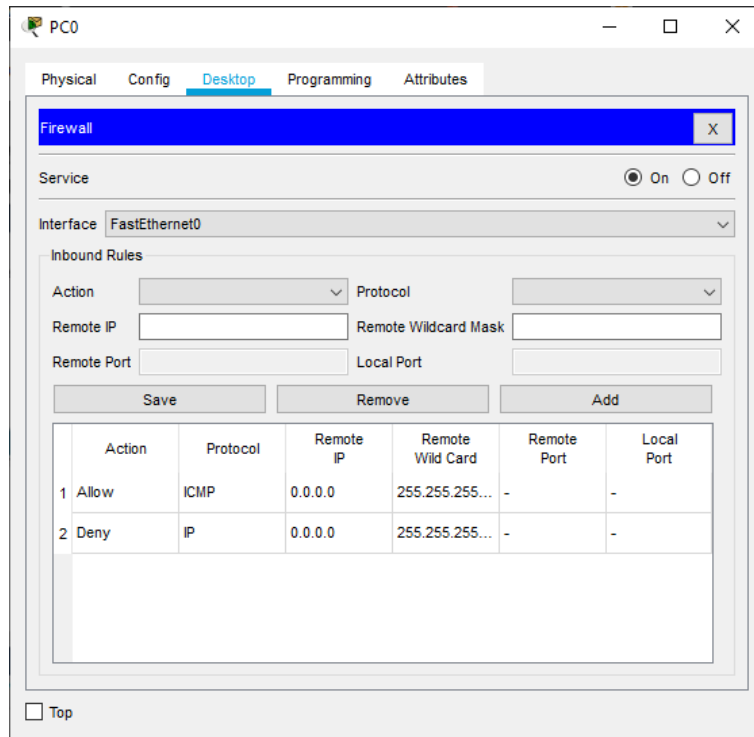 PC0
Physical Config Desktop Programming Attributes
Firewall X
Service On Off
Interface FastEthernet0
Inbound Rules
Action Protocol
Remote IP Remote Wildcard Mask
Remote Port Local Port
Save Remove Add
Action Protocol Remote IP Remote Wild Card Remote Port Local Port
1 Allow ICMP 0.0.0.0 255.255.255... - -
2 Deny IP 0.0.0.0 255.255.255... - -
Top